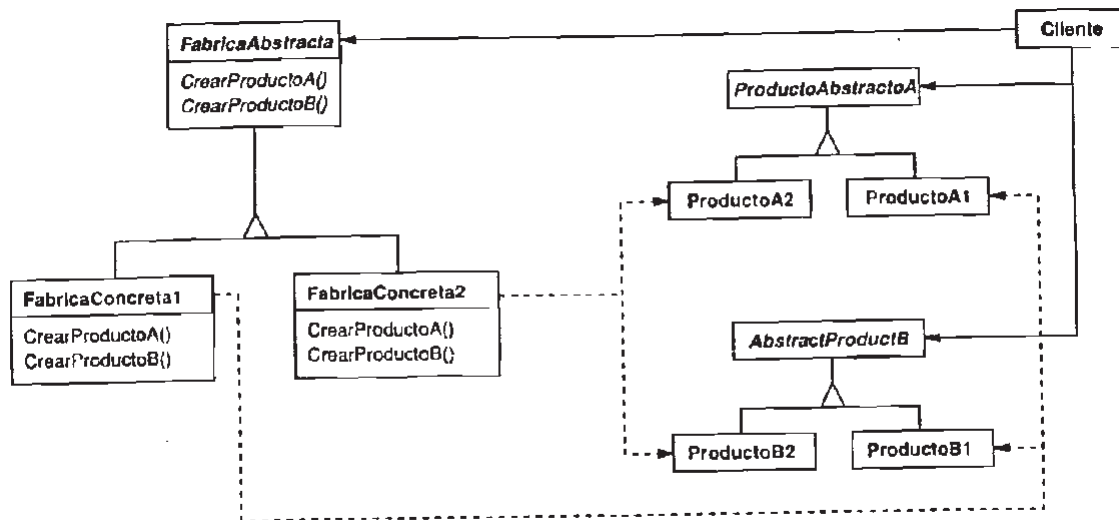 FabricaAbstracta
CrearProductoA()
CrearProductoB()
Cliente
ProductoAbstractoA
ProductoA2
ProductoA1
FabricaConcreta1
CrearProductoA()
CrearProductoB()
FabricaConcreta2
CrearProductoA()
CrearProductoB()
AbstractProductB
ProductoB2
ProductoB1